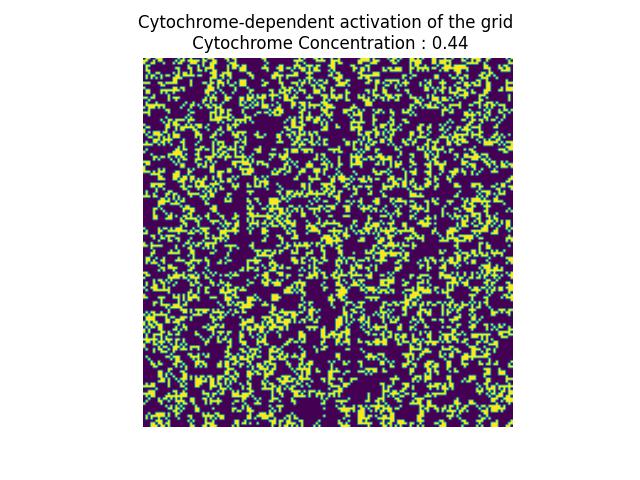 Cytochrome-dependent activation of the grid
Cytochrome Concentration : 0.44